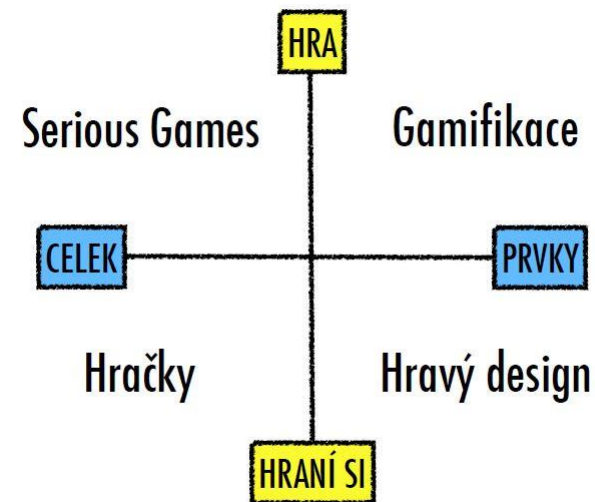 HRA
Serious Games
Gamifikace
CELEK
PRVKY
Hračky
Hravý design
HRANÍ SI